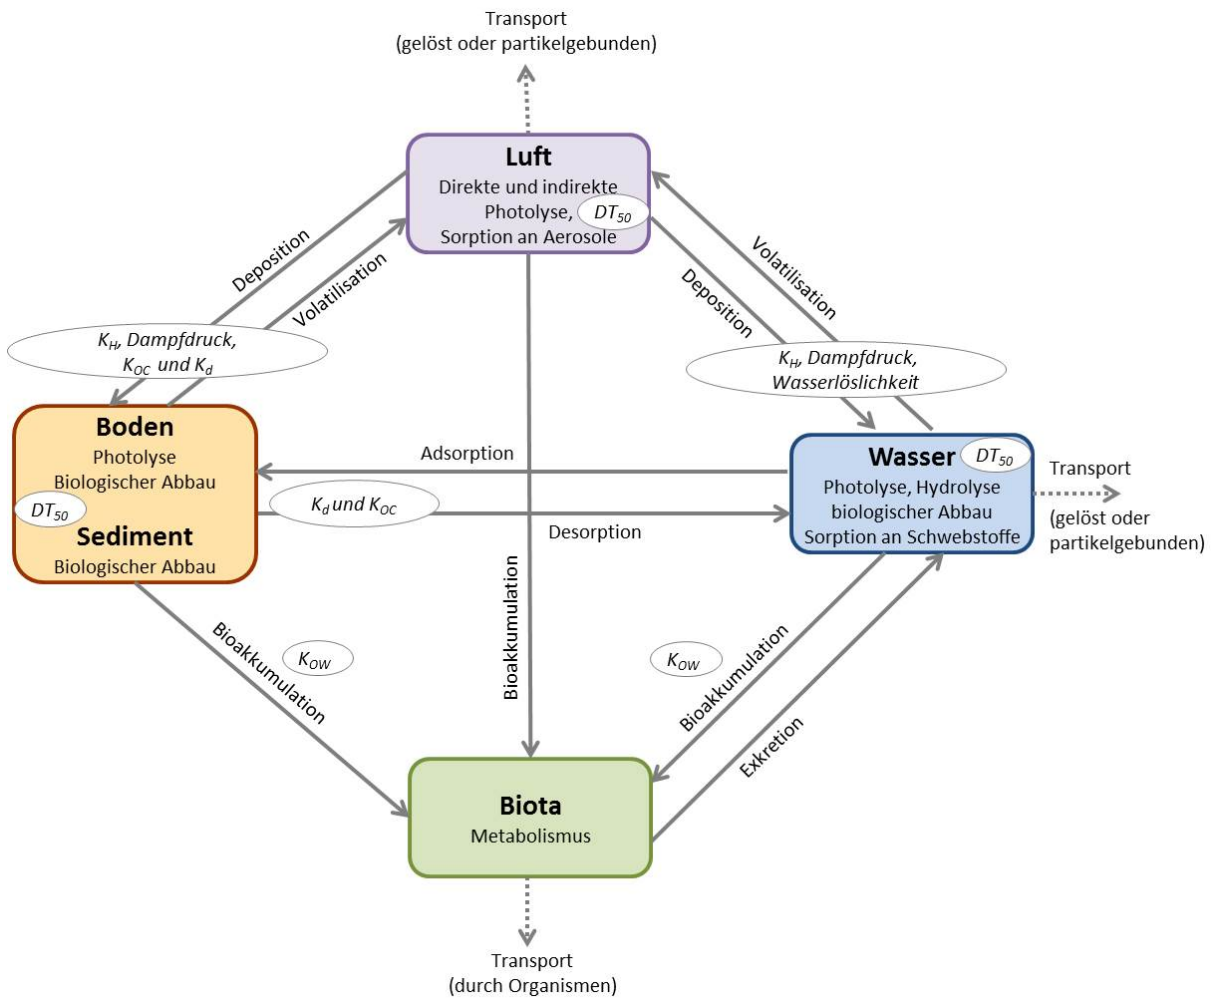 Transport
(gelöst oder partikelgebunden)
Luft
Direkte und indirekte
Photolyse, DT50
Sorption an Aerosole
Deposition
Volatilisation
Deposition
Volatilisation
KH, Dampfdruck,
KOC und Kd
KH, Dampfdruck,
Wasserlöslichkeit
Boden
Photolyse
Biologischer Abbau
DT50
Sediment
Biologischer Abbau
Adsorption
Kd und KOC
Desorption
Wasser DT50
Photolyse, Hydrolyse
biologischer Abbau
Sorption an Schwebstoffe
Transport
(gelöst oder
partikelgebunden)
Bioakkumulation
KOW
Bioakkumulation
KOW
Bioakkumulation
Exkretion
Biota
Metabolismus
Transport
(durch Organismen)